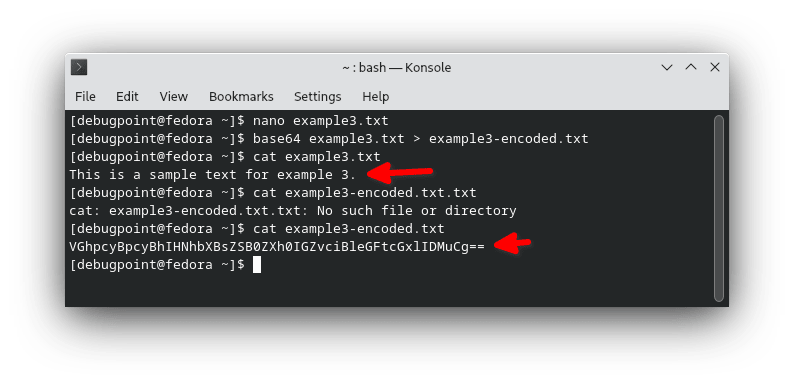 ~ : bash — Konsole
File Edit View Bookmarks Settings Help
[debugpoint@fedora ~]$ nano example3.txt
[debugpoint@fedora ~]$ base64 example3.txt > example3-encoded.txt
[debugpoint@fedora ~]$ cat example3.txt
This is a sample text for example 3.
[debugpoint@fedora ~]$ cat example3-encoded.txt.txt
cat: example3-encoded.txt.txt: No such file or directory
[debugpoint@fedora ~]$ cat example3-encoded.txt
VGhpcyBpcyBhIHNhbXBsZSB0ZXh0IGZvciBleGFtcGxlIDMuCg==
[debugpoint@fedora ~]$